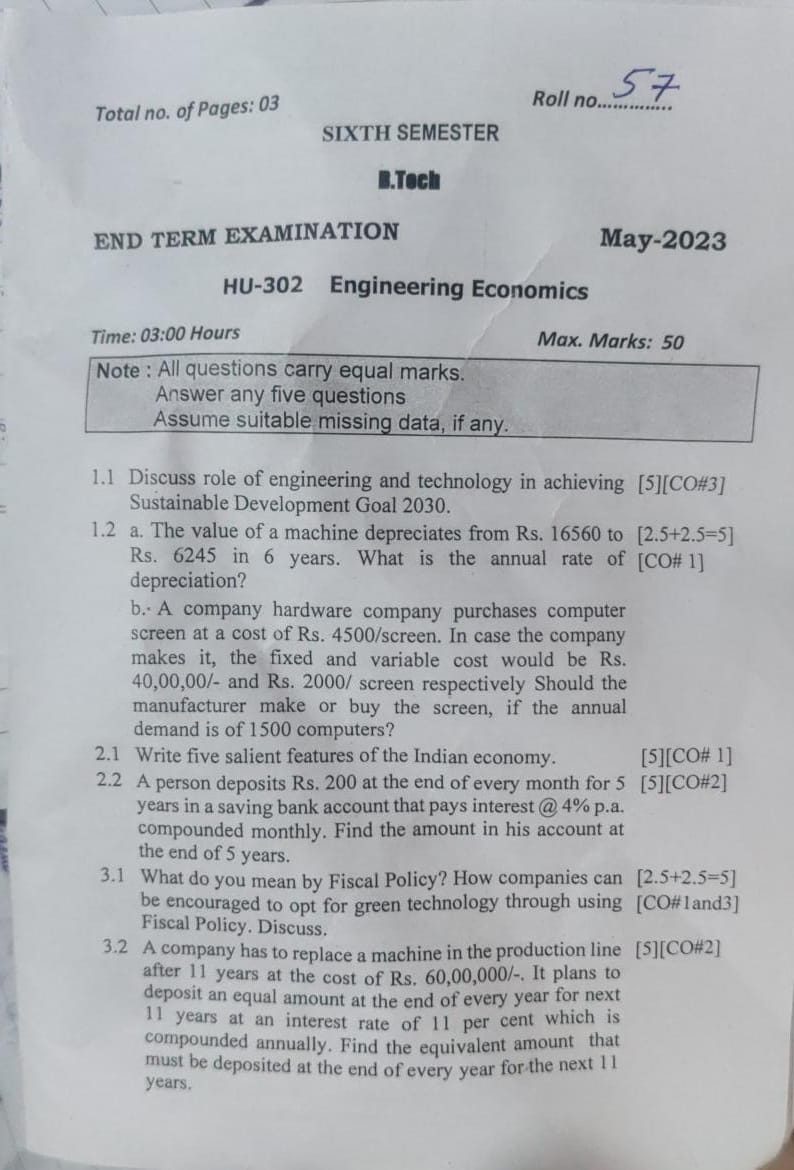 Total no. of Pages: 03
Roll no.............. 57
SIXTH SEMESTER
B.Tech
END TERM EXAMINATION May-2023
HU-302 Engineering Economics
Time: 03:00 Hours Max. Marks: 50
Note : All questions carry equal marks.
Answer any five questions
Assume suitable missing data, if any.
1.1 Discuss role of engineering and technology in achieving [5][CO#3]
Sustainable Development Goal 2030.
1.2 a. The value of a machine depreciates from Rs. 16560 to [2.5+2.5=5]
Rs. 6245 in 6 years. What is the annual rate of [CO# 1]
depreciation?
b. A company hardware company purchases computer
screen at a cost of Rs. 4500/screen. In case the company
makes it, the fixed and variable cost would be Rs.
40,00,00/- and Rs. 2000/ screen respectively Should the
manufacturer make or buy the screen, if the annual
demand is of 1500 computers?
2.1 Write five salient features of the Indian economy. [5][CO# 1]
2.2 A person deposits Rs. 200 at the end of every month for 5 [5][CO#2]
years in a saving bank account that pays interest @ 4% p.a.
compounded monthly. Find the amount in his account at
the end of 5 years.
3.1 What do you mean by Fiscal Policy? How companies can [2.5+2.5=5]
be encouraged to opt for green technology through using [CO#1and3]
Fiscal Policy. Discuss.
3.2 A company has to replace a machine in the production line [5][CO#2]
after 11 years at the cost of Rs. 60,00,000/-. It plans to
deposit an equal amount at the end of every year for next
11 years at an interest rate of 11 per cent which is
compounded annually. Find the equivalent amount that
must be deposited at the end of every year for the next 11
years.